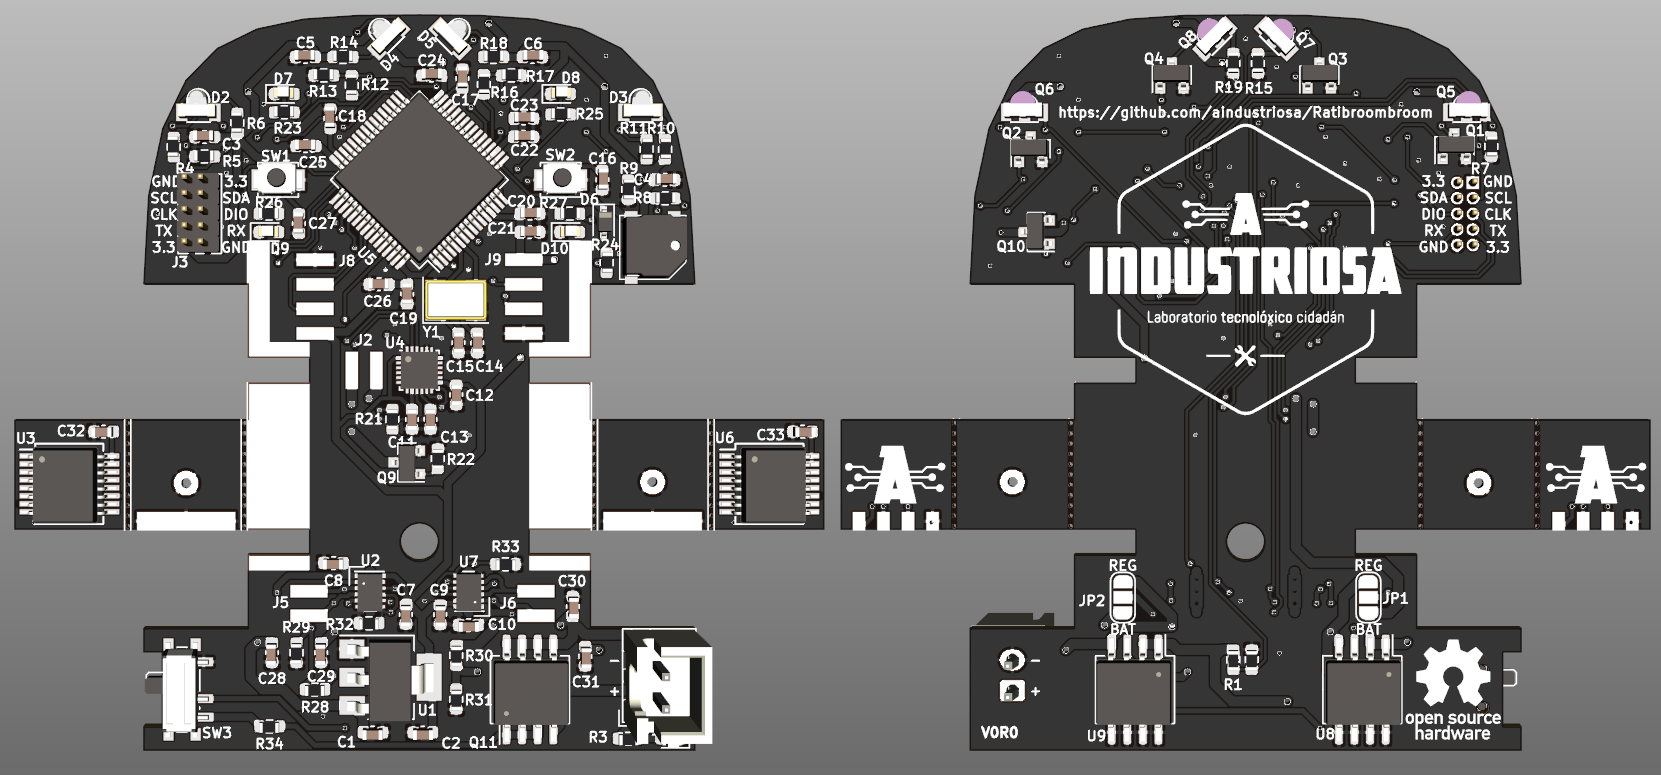 C5 R14
D4
D5
R18 C6
C24
D7
R13 R12
C17
R16 R17
D8
D2
R6
R23
C18
C23
C22
R25
D3
R11 R10
C3
R5
R4
SW1
C25
SW2
C16
R9
C4
R8
GND 3.3
SCL SDA
CLK DIO
TX RX
3.3 GND
J3
R26
C27
D9
U5
C20
C21
R27 D6
D10
R24
J8
J9
C26
C19
Y1
J2
U4
C15 C14
C12
R21
C11
C13
Q9
R22
U3
C32
U6
C33
C8
U2
C7
C9
U7
R33
C30
J5
R32
J6
C10
R29
C28
C29
R28
R30
R31
U1
C31
-
+
SW3
R34
C1
C2
Q11
R3
Q8
Q7
Q4
Q3
R19 R15
Q6
Q5
https://github.com/aindustriosa/Ratibroombroom
Q2
Q1
R7
3.3 GND
SDA SCL
DIO CLK
RX TX
GND 3.3
Q10
A
INDUSTRIOSA
Laboratorio tecnolóxico cidadán
A
A
REG
JP2
BAT
REG
JP1
BAT
-
+
R1
V0R0
U9
U8
open source
hardware